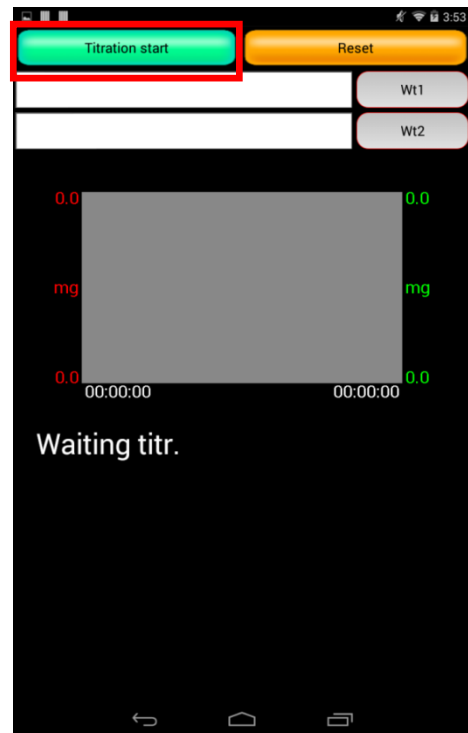 3:53
Titration start Reset
Wt1
Wt2
0.0 0.0
mg mg
0.0 0.0
00:00:00 00:00:00
Waiting titr.